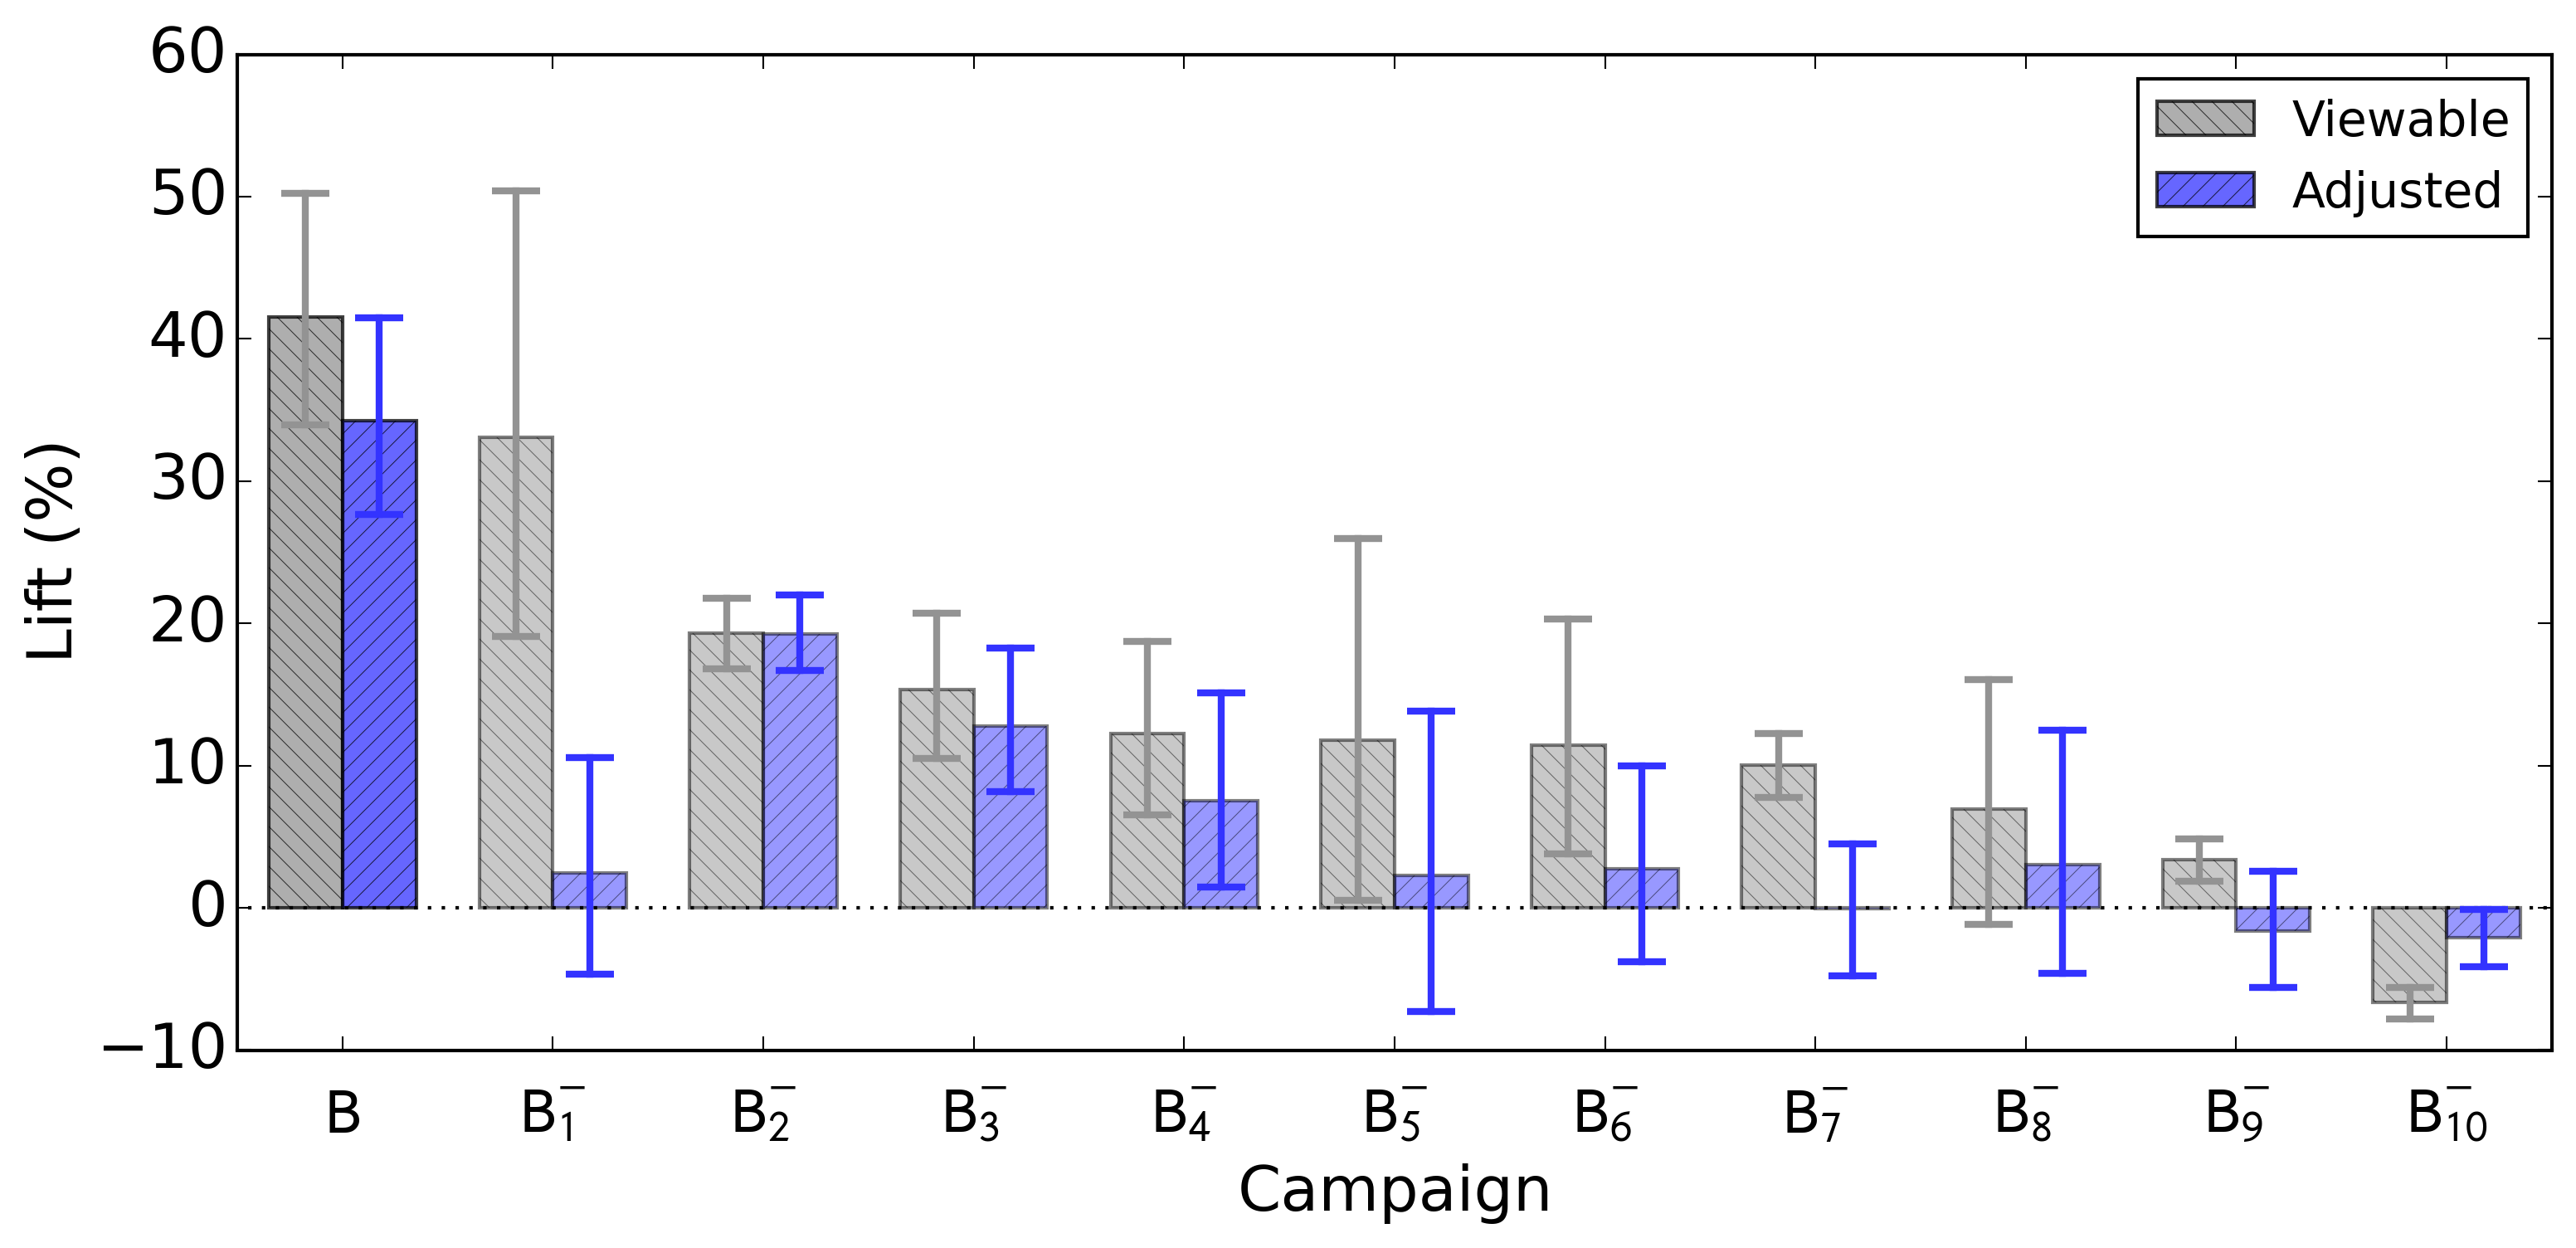 60
50
40
30
20
10
0
−10
Lift (%)
Viewable
Adjusted
B B₁⁻ B₂⁻ B₃⁻ B₄⁻ B₅⁻ B₆⁻ B₇⁻ B₈⁻ B₉⁻ B₁₀⁻
Campaign